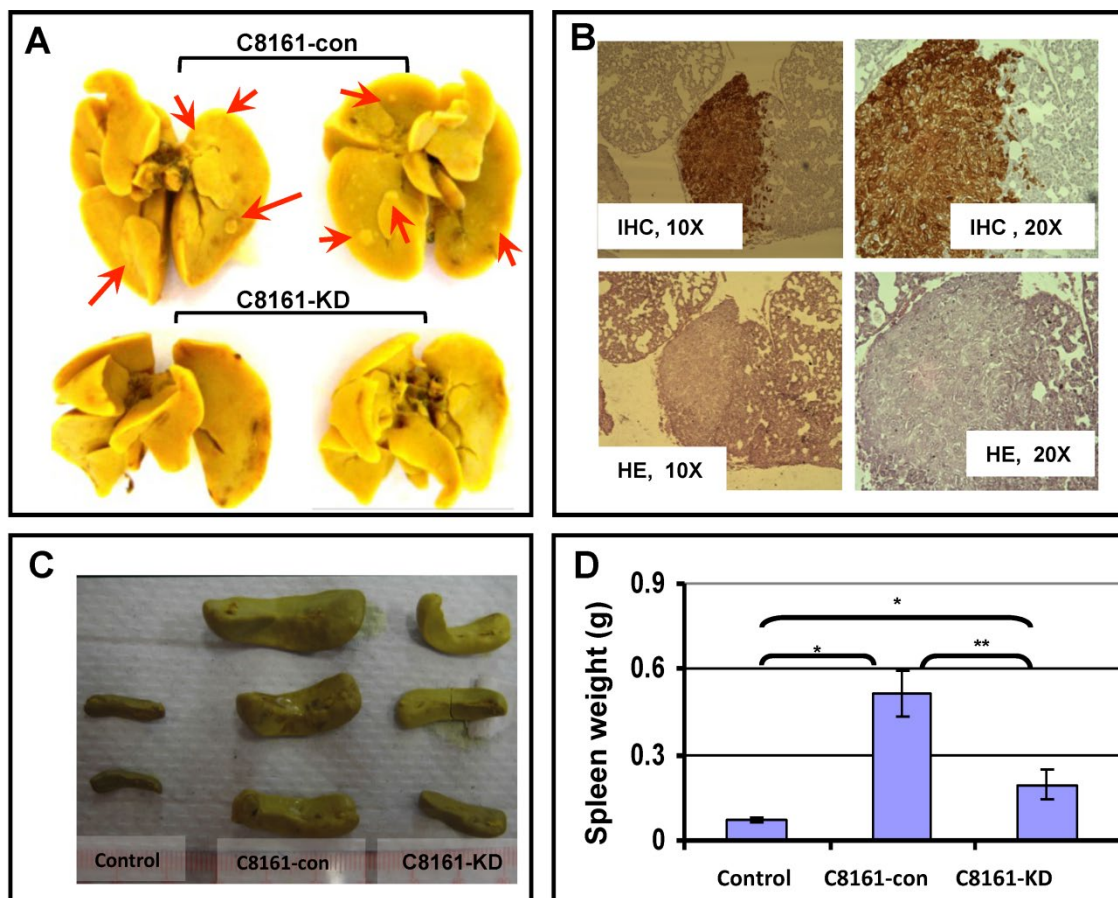 A
C8161-con
C8161-KD
B
IHC, 10X
IHC , 20X
HE, 10X
HE, 20X
C
Control
C8161-con
C8161-KD
D
Spleen weight (g)
0.9
0.6
0.3
0
*
*
**
Control
C8161-con
C8161-KD